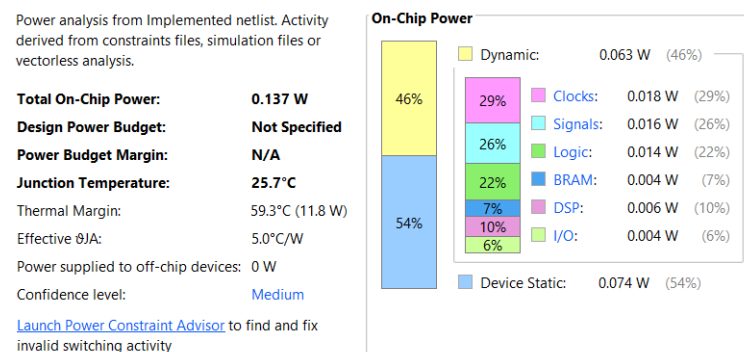 Power analysis from Implemented netlist. Activity
derived from constraints files, simulation files or
vectorless analysis.
Total On-Chip Power: 0.137 W
Design Power Budget: Not Specified
Power Budget Margin: N/A
Junction Temperature: 25.7°C
Thermal Margin: 59.3°C (11.8 W)
Effective ϑJA: 5.0°C/W
Power supplied to off-chip devices: 0 W
Confidence level: Medium
Launch Power Constraint Advisor to find and fix
invalid switching activity
On-Chip Power
46%
54%
Dynamic: 0.063 W (46%)
29%
26%
22%
7%
10%
6%
Clocks: 0.018 W (29%)
Signals: 0.016 W (26%)
Logic: 0.014 W (22%)
BRAM: 0.004 W (7%)
DSP: 0.006 W (10%)
I/O: 0.004 W (6%)
Device Static: 0.074 W (54%)